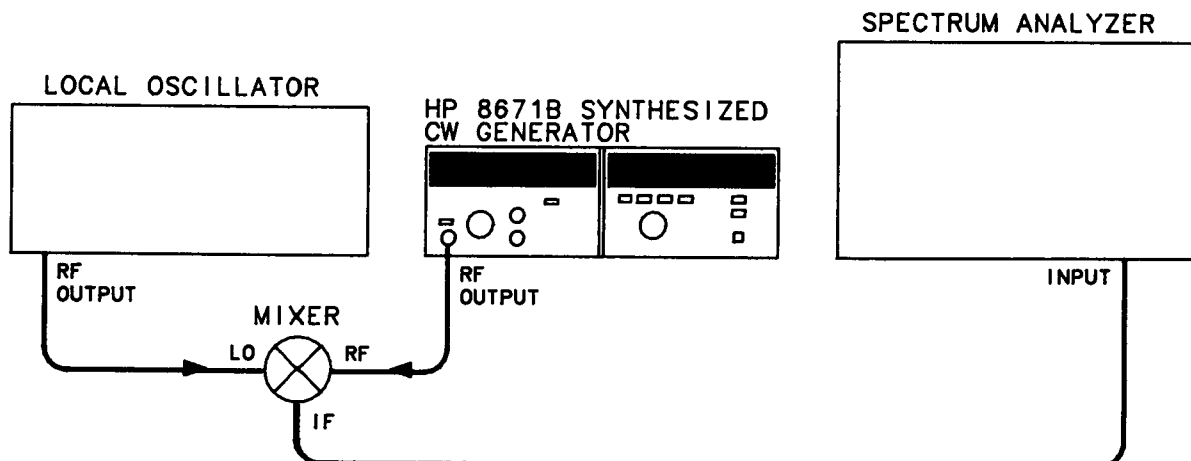 SPECTRUM ANALYZER
LOCAL OSCILLATOR
HP 8671B SYNTHESIZED
CW GENERATOR
RF
OUTPUT
RF
OUTPUT
INPUT
MIXER
LO
RF
IF